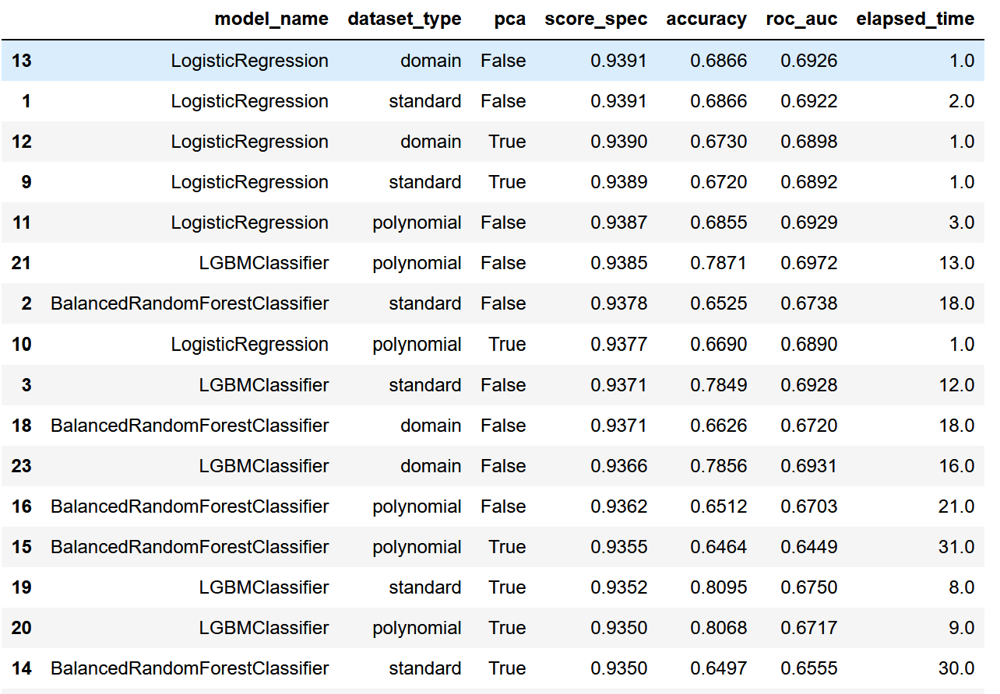 model_name dataset_type pca score_spec accuracy roc_auc elapsed_time
13 LogisticRegression domain False 0.9391 0.6866 0.6926 1.0
1 LogisticRegression standard False 0.9391 0.6866 0.6922 2.0
12 LogisticRegression domain True 0.9390 0.6730 0.6898 1.0
9 LogisticRegression standard True 0.9389 0.6720 0.6892 1.0
11 LogisticRegression polynomial False 0.9387 0.6855 0.6929 3.0
21 LGBMClassifier polynomial False 0.9385 0.7871 0.6972 13.0
2 BalancedRandomForestClassifier standard False 0.9378 0.6525 0.6738 18.0
10 LogisticRegression polynomial True 0.9377 0.6690 0.6890 1.0
3 LGBMClassifier standard False 0.9371 0.7849 0.6928 12.0
18 BalancedRandomForestClassifier domain False 0.9371 0.6626 0.6720 18.0
23 LGBMClassifier domain False 0.9366 0.7856 0.6931 16.0
16 BalancedRandomForestClassifier polynomial False 0.9362 0.6512 0.6703 21.0
15 BalancedRandomForestClassifier polynomial True 0.9355 0.6464 0.6449 31.0
19 LGBMClassifier standard True 0.9352 0.8095 0.6750 8.0
20 LGBMClassifier polynomial True 0.9350 0.8068 0.6717 9.0
14 BalancedRandomForestClassifier standard True 0.9350 0.6497 0.6555 30.0